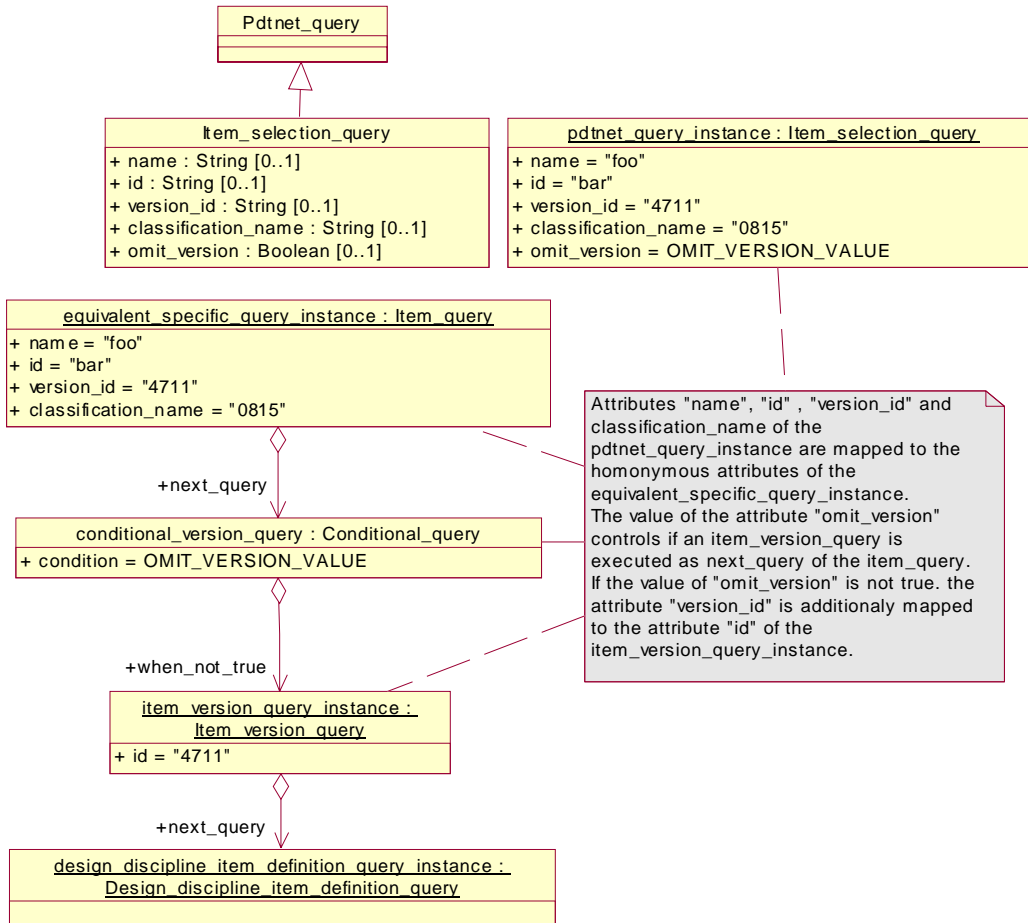 Pdtnet_query
Item_selection_query
+ name : String [0..1]
+ id : String [0..1]
+ version_id : String [0..1]
+ classification_name : String [0..1]
+ omit_version : Boolean [0..1]
pdtnet_query_instance : Item_selection_query
+ name = "foo"
+ id = "bar"
+ version_id = "4711"
+ classification_name = "0815"
+ omit_version = OMIT_VERSION_VALUE
equivalent_specific_query_instance : Item_query
+ name = "foo"
+ id = "bar"
+ version_id = "4711"
+ classification_name = "0815"
Attributes "name", "id" , "version_id" and
classification_name of the
pdtnet_query_instance are mapped to the
homonymous attributes of the
equivalent_specific_query_instance.
The value of the attribute "omit_version"
controls if an item_version_query is
executed as next_query of the item_query.
If the value of "omit_version" is not true. the
attribute "version_id" is additionaly mapped
to the attribute "id" of the
item_version_query_instance.
+next_query
conditional_version_query : Conditional_query
+ condition = OMIT_VERSION_VALUE
+when_not_true
item_version_query_instance :
Item_version_query
+ id = "4711"
+next_query
design_discipline_item_definition_query_instance :
Design_discipline_item_definition_query